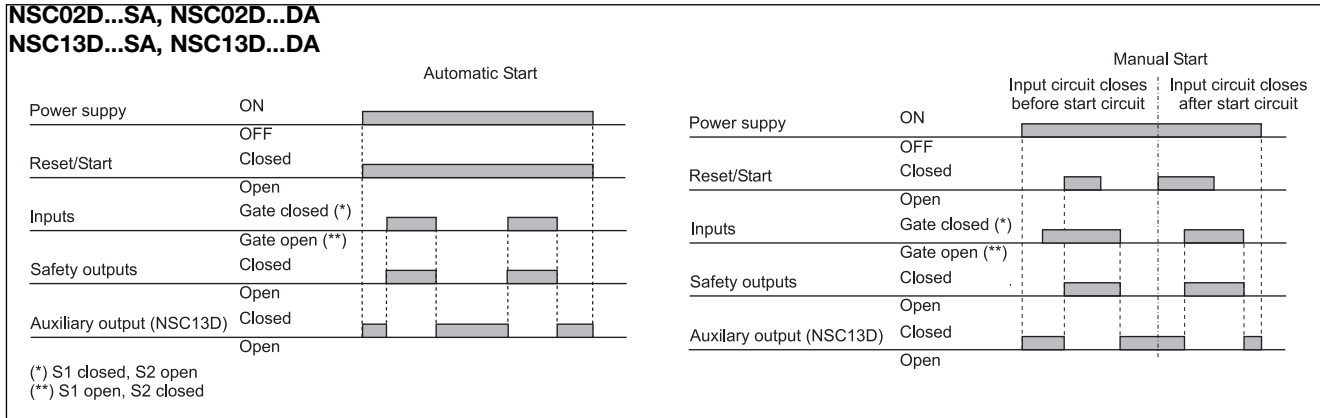 NSC02D...SA, NSC02D...DA
NSC13D...SA, NSC13D...DA
Automatic Start
Power suppy
ON
OFF
Reset/Start
Closed
Open
Inputs
Gate closed (*)
Gate open (**)
Safety outputs
Closed
Open
Auxiliary output (NSC13D)
Closed
Open
(*) S1 closed, S2 open
(**) S1 open, S2 closed
Manual Start
Input circuit closes
before start circuit
Input circuit closes
after start circuit
Power suppy
ON
OFF
Reset/Start
Closed
Open
Inputs
Gate closed (*)
Gate open (**)
Safety outputs
Closed
Open
Auxilary output (NSC13D)
Closed
Open